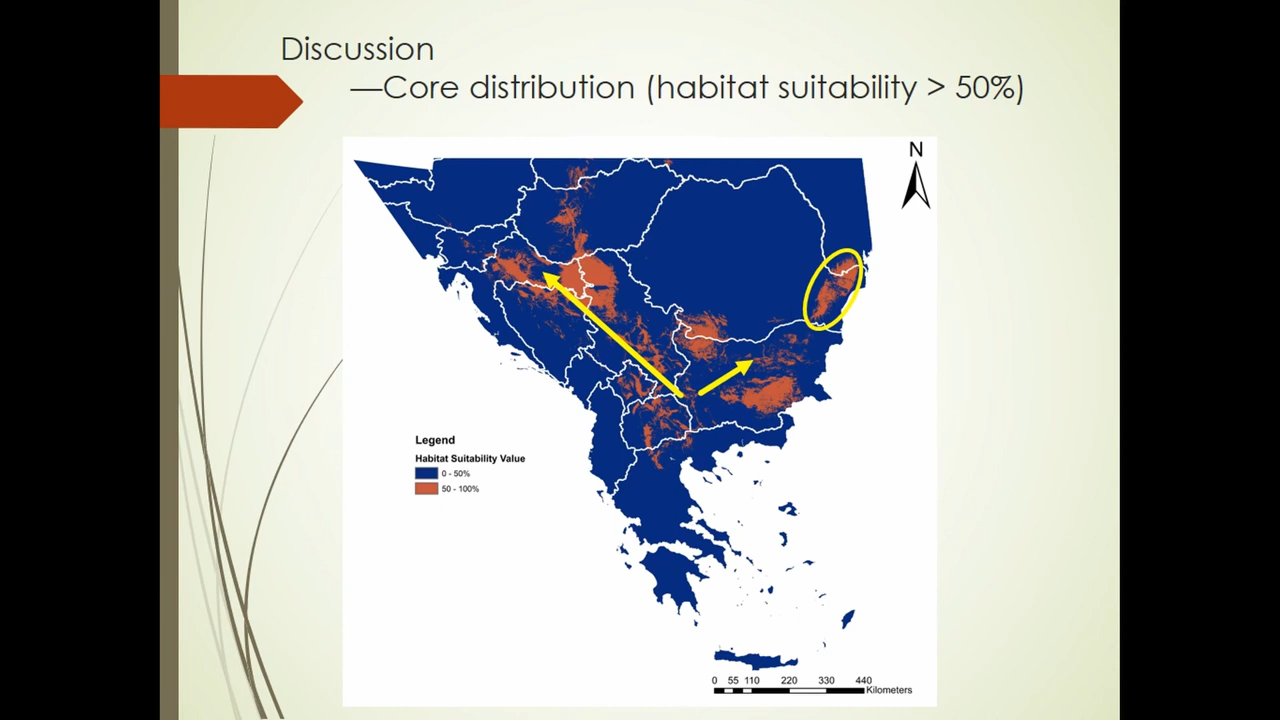 Discussion
—Core distribution (habitat suitability > 50%)
N
Legend
Habitat Suitability Value
0 - 50%
50 - 100%
0 55 110 220 330 440
Kilometers